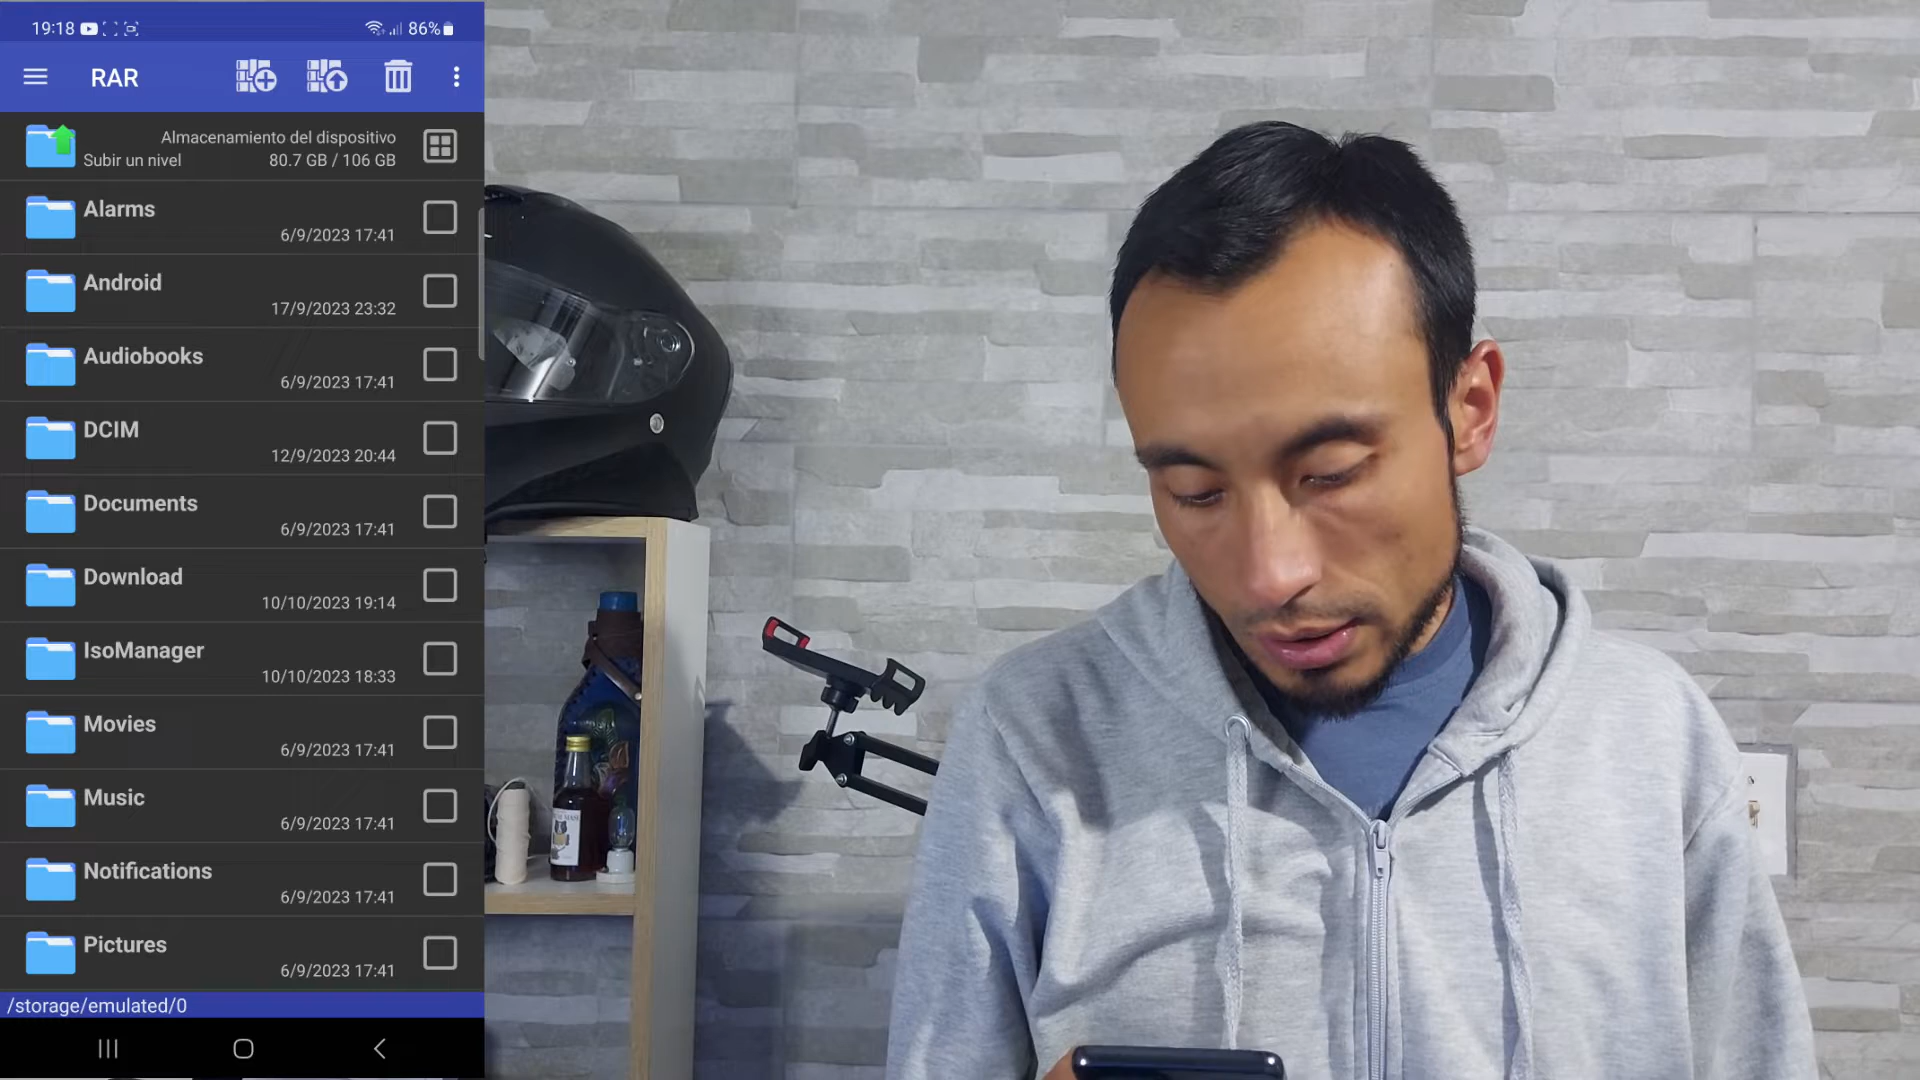 19:18 86%
RAR
Almacenamiento del dispositivo
Subir un nivel 80.7 GB / 106 GB
Alarms
6/9/2023 17:41
Android
17/9/2023 23:32
Audiobooks
6/9/2023 17:41
DCIM
12/9/2023 20:44
Documents
6/9/2023 17:41
Download
10/10/2023 19:14
IsoManager
10/10/2023 18:33
Movies
6/9/2023 17:41
Music
6/9/2023 17:41
Notifications
6/9/2023 17:41
Pictures
6/9/2023 17:41
/storage/emulated/0